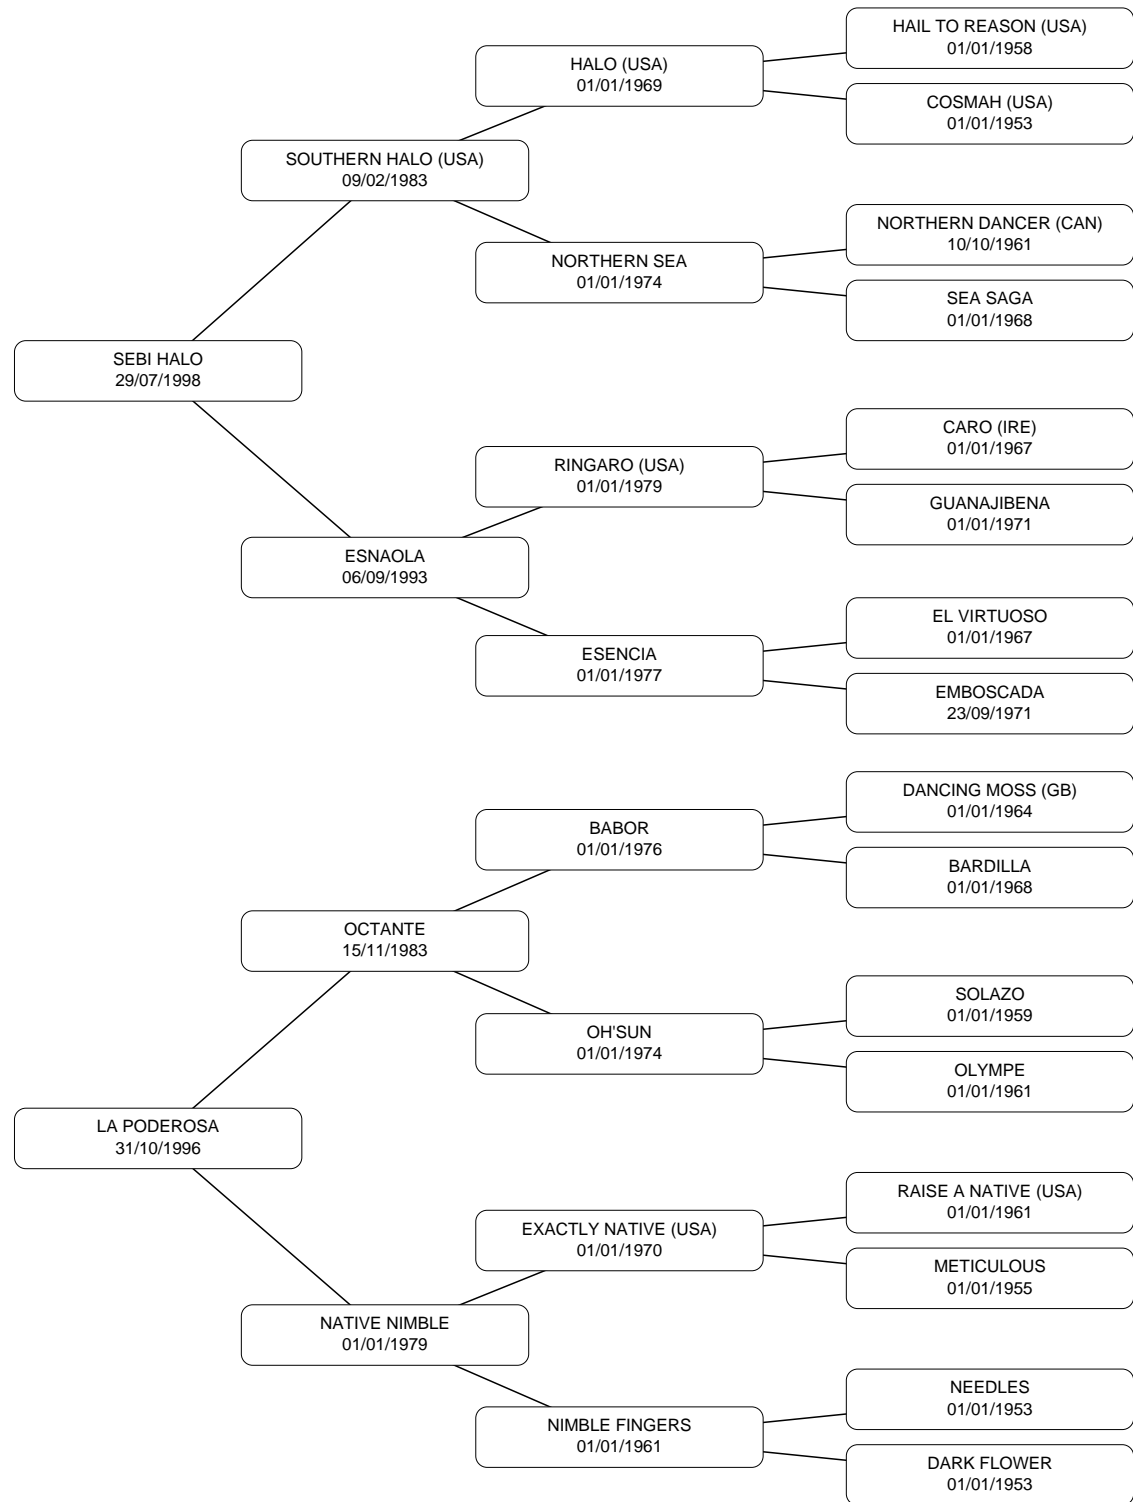 HAIL TO REASON (USA)
01/01/1958
HALO (USA)
01/01/1969
COSMAH (USA)
01/01/1953
SOUTHERN HALO (USA)
09/02/1983
NORTHERN DANCER (CAN)
10/10/1961
NORTHERN SEA
01/01/1974
SEA SAGA
01/01/1968
SEBI HALO
29/07/1998
CARO (IRE)
01/01/1967
RINGARO (USA)
01/01/1979
GUANAJIBENA
01/01/1971
ESNAOLA
06/09/1993
EL VIRTUOSO
01/01/1967
ESENCIA
01/01/1977
EMBOSCADA
23/09/1971
DANCING MOSS (GB)
01/01/1964
BABOR
01/01/1976
BARDILLA
01/01/1968
OCTANTE
15/11/1983
SOLAZO
01/01/1959
OH'SUN
01/01/1974
OLYMPE
01/01/1961
LA PODEROSA
31/10/1996
RAISE A NATIVE (USA)
01/01/1961
EXACTLY NATIVE (USA)
01/01/1970
METICULOUS
01/01/1955
NATIVE NIMBLE
01/01/1979
NEEDLES
01/01/1953
NIMBLE FINGERS
01/01/1961
DARK FLOWER
01/01/1953